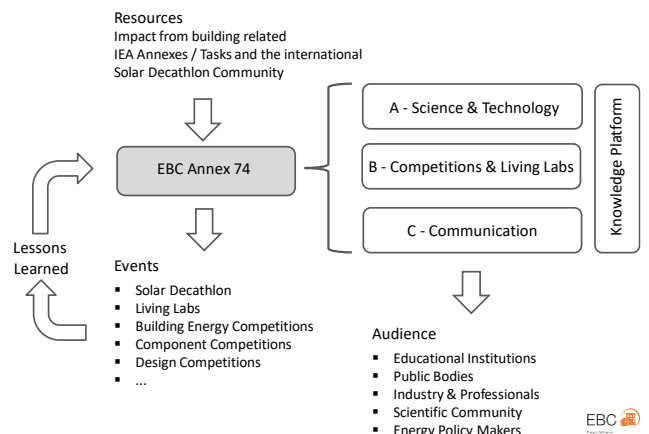 Resources
Impact from building related
IEA Annexes / Tasks and the international
Solar Decathlon Community
EBC Annex 74
A - Science & Technology
B - Competitions & Living Labs
C - Communication
Knowledge Platform
Lessons
Learned
Events
▪ Solar Decathlon
▪ Living Labs
▪ Building Energy Competitions
▪ Component Competitions
▪ Design Competitions
▪ ...
Audience
▪ Educational Institutions
▪ Public Bodies
▪ Industry & Professionals
▪ Scientific Community
▪ Energy Policy Makers
EBC